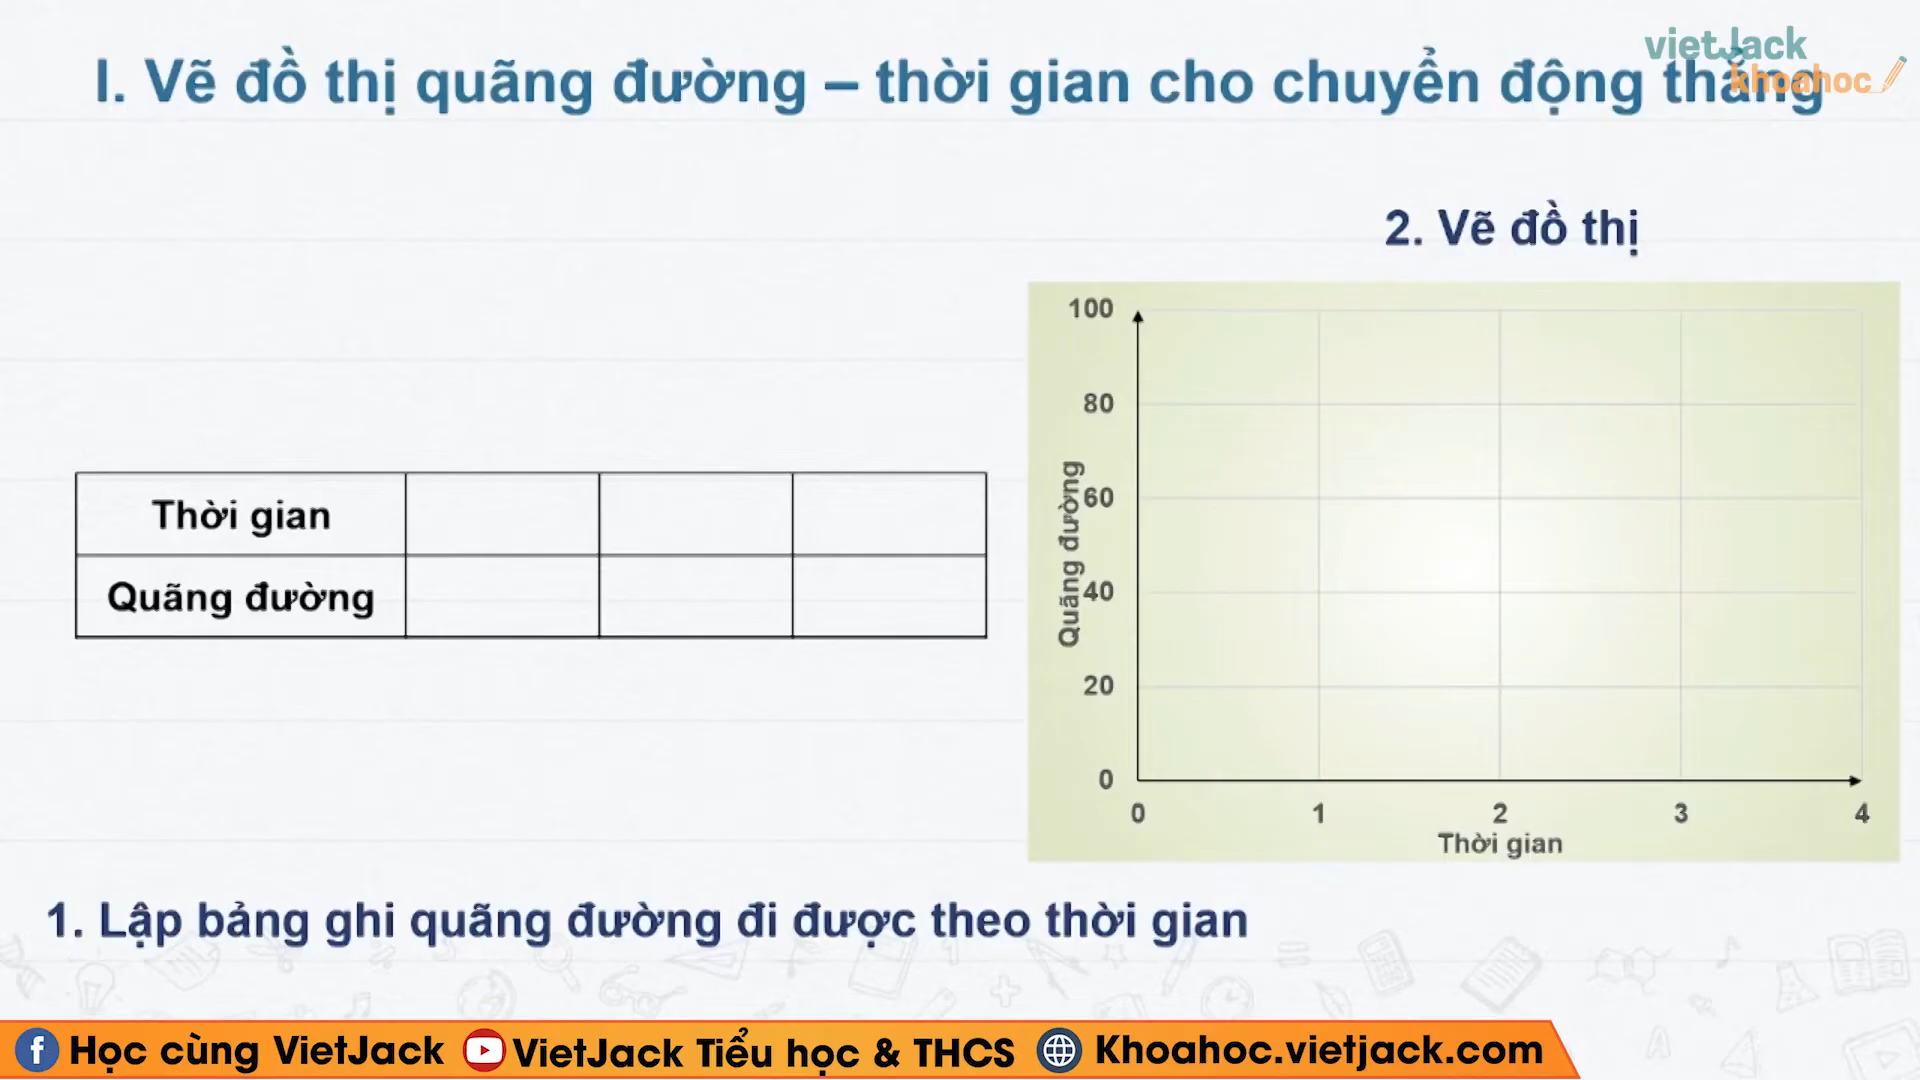 vietJack
khoahoc
I. Vẽ đồ thị quãng đường – thời gian cho chuyển động thẳng
2. Vẽ đồ thị
Thời gian
Quãng đường
100
80
60
40
20
0
Quãng đường
0 1 2 3 4
Thời gian
1. Lập bảng ghi quãng đường đi được theo thời gian
Học cùng VietJack VietJack Tiểu học & THCS Khoahoc.vietjack.com